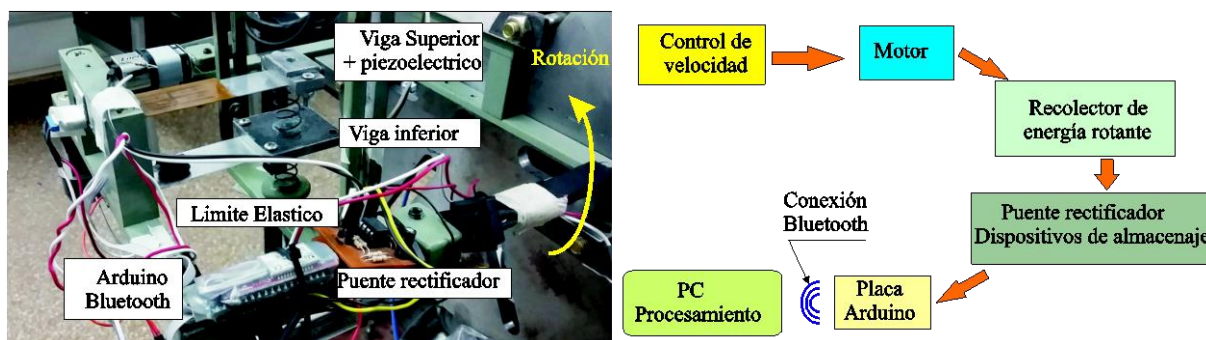 Viga Superior
+ piezoelectrico
Rotación
Viga inferior
Límite Elastico
Arduino
Bluetooth
Puente rectificador
Control de
velocidad
Motor
Recolector de
energía rotante
Puente rectificador
Dispositivos de almacenaje
Conexión
Bluetooth
Placa
Arduino
PC
Procesamiento